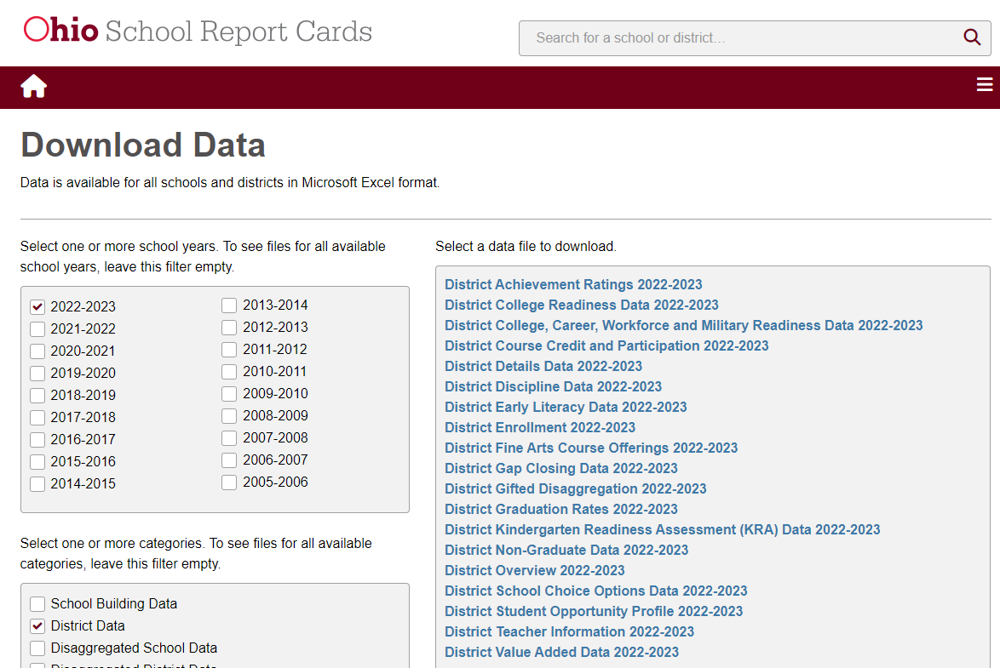 Ohio School Report Cards
Search for a school or district...
Download Data
Data is available for all schools and districts in Microsoft Excel format.
Select one or more school years. To see files for all available
school years, leave this filter empty.
2022-2023
2021-2022
2020-2021
2019-2020
2018-2019
2017-2018
2016-2017
2015-2016
2014-2015
2013-2014
2012-2013
2011-2012
2010-2011
2009-2010
2008-2009
2007-2008
2006-2007
2005-2006
Select one or more categories. To see files for all available
categories, leave this filter empty.
School Building Data
District Data
Disaggregated School Data
Disaggregated District Data
Select a data file to download.
District Achievement Ratings 2022-2023
District College Readiness Data 2022-2023
District College, Career, Workforce and Military Readiness Data 2022-2023
District Course Credit and Participation 2022-2023
District Details Data 2022-2023
District Discipline Data 2022-2023
District Early Literacy Data 2022-2023
District Enrollment 2022-2023
District Fine Arts Course Offerings 2022-2023
District Gap Closing Data 2022-2023
District Gifted Disaggregation 2022-2023
District Graduation Rates 2022-2023
District Kindergarten Readiness Assessment (KRA) Data 2022-2023
District Non-Graduate Data 2022-2023
District Overview 2022-2023
District School Choice Options Data 2022-2023
District Student Opportunity Profile 2022-2023
District Teacher Information 2022-2023
District Value Added Data 2022-2023